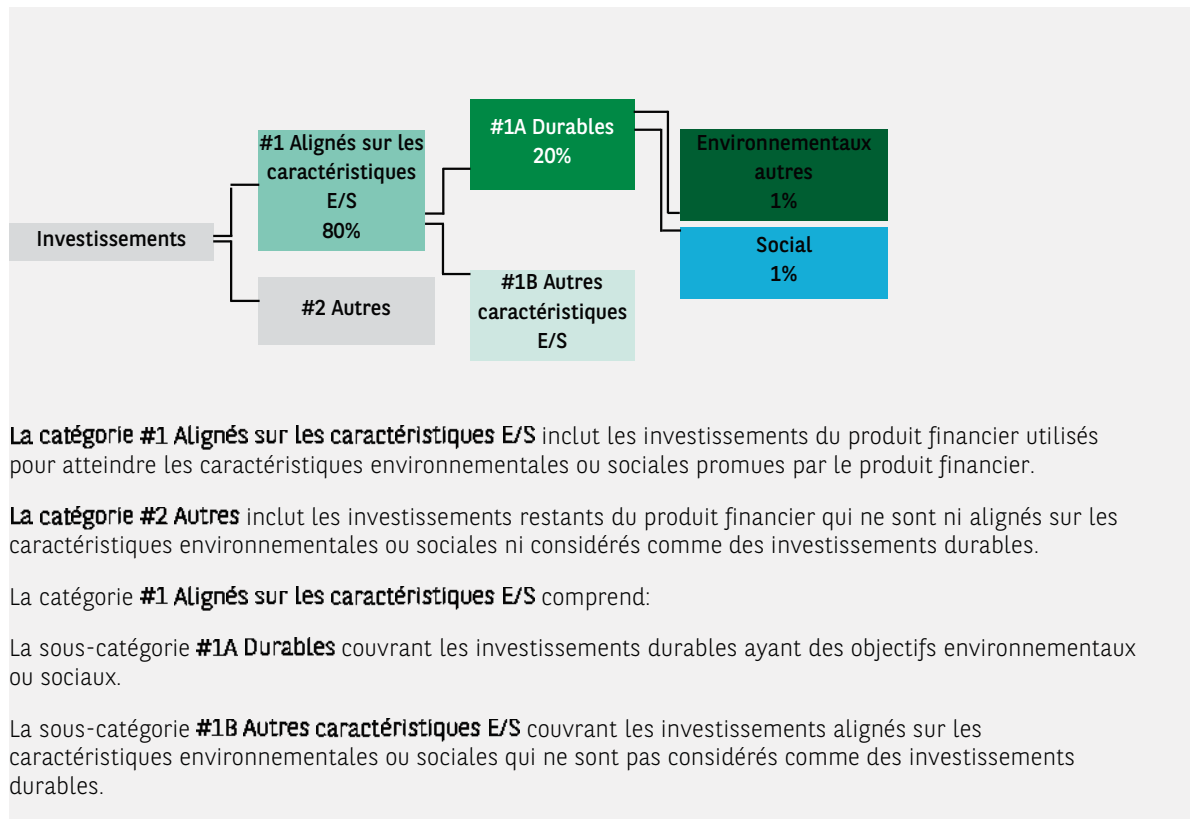 #1A Durables
20%
#1 Alignés sur les
caractéristiques
E/S
80%
Environnementaux
autres
1%
Investissements
Social
1%
#2 Autres
#1B Autres
caractéristiques
E/S
La catégorie #1 Alignés sur les caractéristiques E/S inclut les investissements du produit financier utilisés
pour atteindre les caractéristiques environnementales ou sociales promues par le produit financier.
La catégorie #2 Autres inclut les investissements restants du produit financier qui ne sont ni alignés sur les
caractéristiques environnementales ou sociales ni considérés comme des investissements durables.
La catégorie #1 Alignés sur les caractéristiques E/S comprend:
La sous-catégorie #1A Durables couvrant les investissements durables ayant des objectifs environnementaux
ou sociaux.
La sous-catégorie #1B Autres caractéristiques E/S couvrant les investissements alignés sur les
caractéristiques environnementales ou sociales qui ne sont pas considérés comme des investissements
durables.